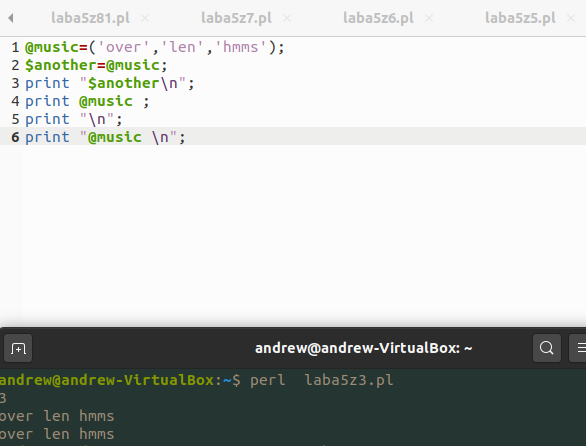 laba5z81.pl × laba5z7.pl × laba5z6.pl × laba5z5.pl ×
1 @music=('over','len','hmms');
2 $another=@music;
3 print "$another\n";
4 print @music ;
5 print "\n";
6 print "@music \n";
andrew@andrew-VirtualBox: ~
andrew@andrew-VirtualBox:~$ perl  laba5z3.pl
3
over len hmms
over len hmms